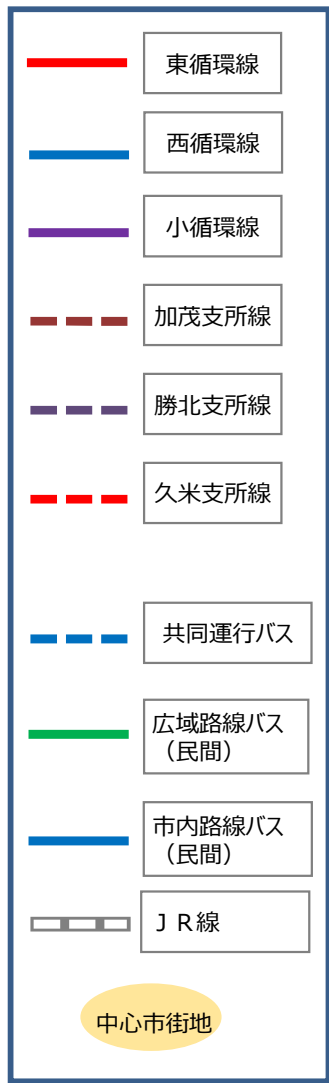 東循環線
西循環線
小循環線
加茂支所線
勝北支所線
久米支所線
共同運行バス
広域路線バス
（民間）
市内路線バス
（民間）
ＪＲ線
中心市街地